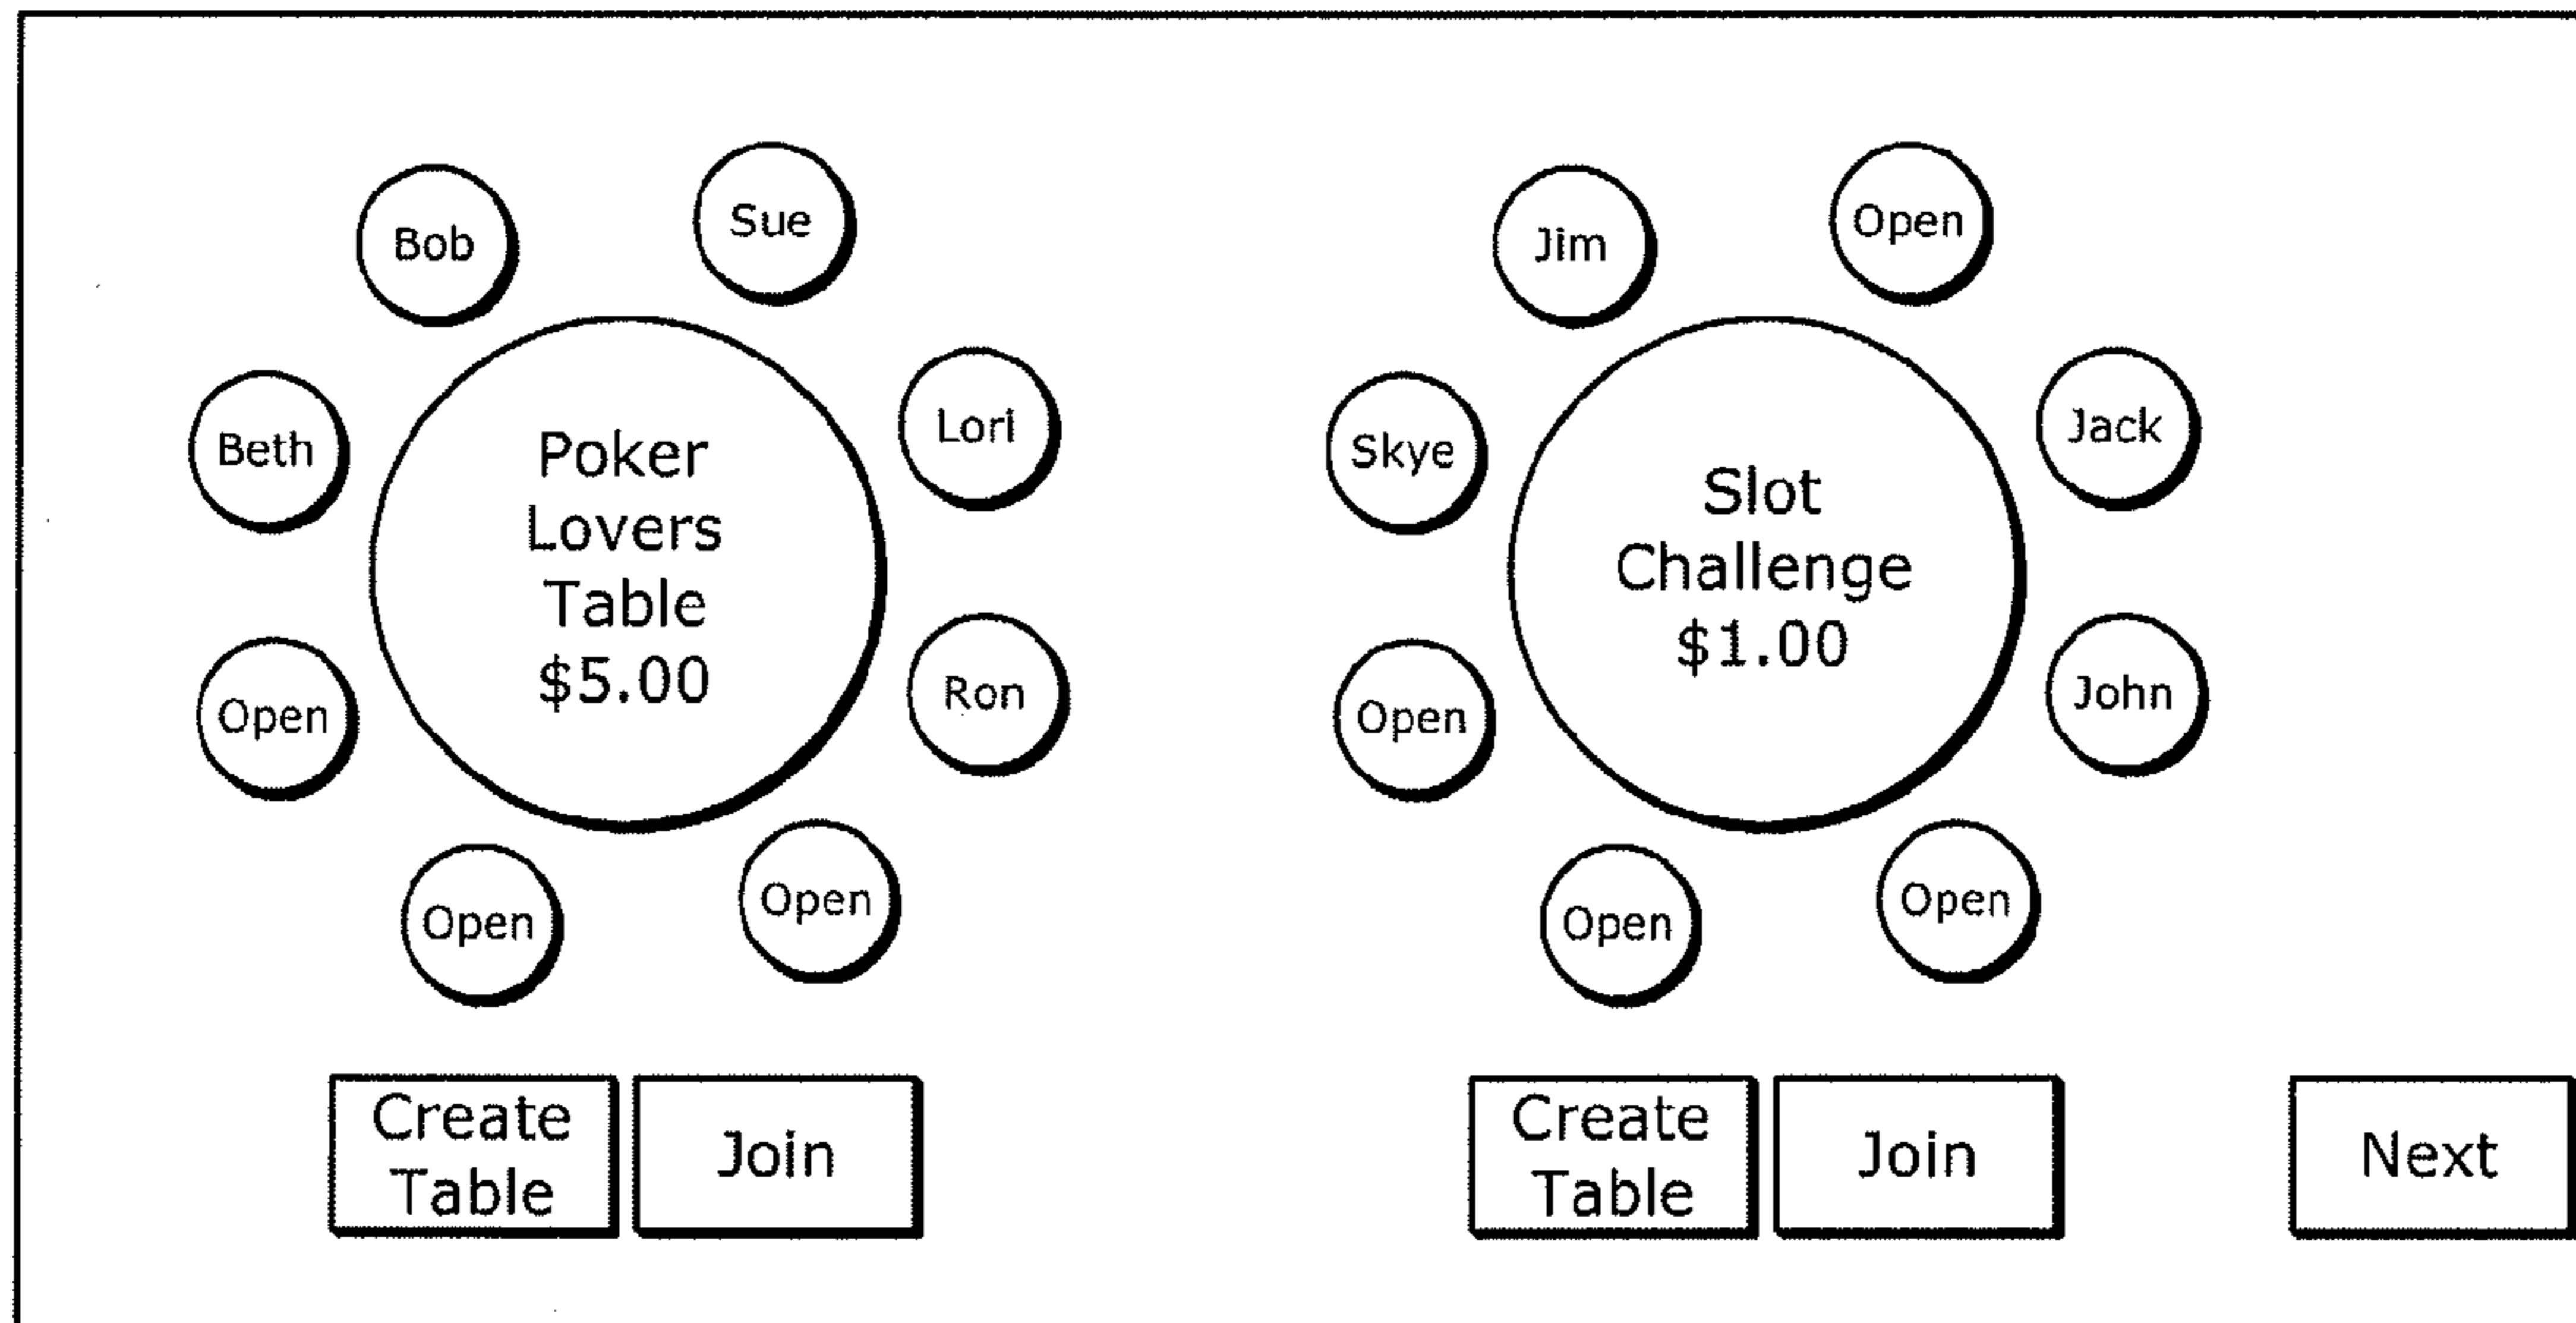 Bob
Sue
Beth
Lori
Poker
Lovers
Table
$5.00
Open
Ron
Open
Open
Create
Table
Join
Jim
Open
Skye
Jack
Slot
Challenge
$1.00
Open
John
Open
Open
Create
Table
Join
Next